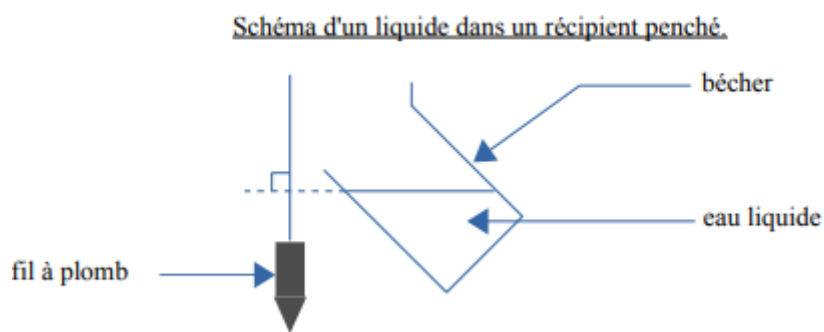 Schéma d'un liquide dans un récipient penché.
bécher
eau liquide
fil à plomb